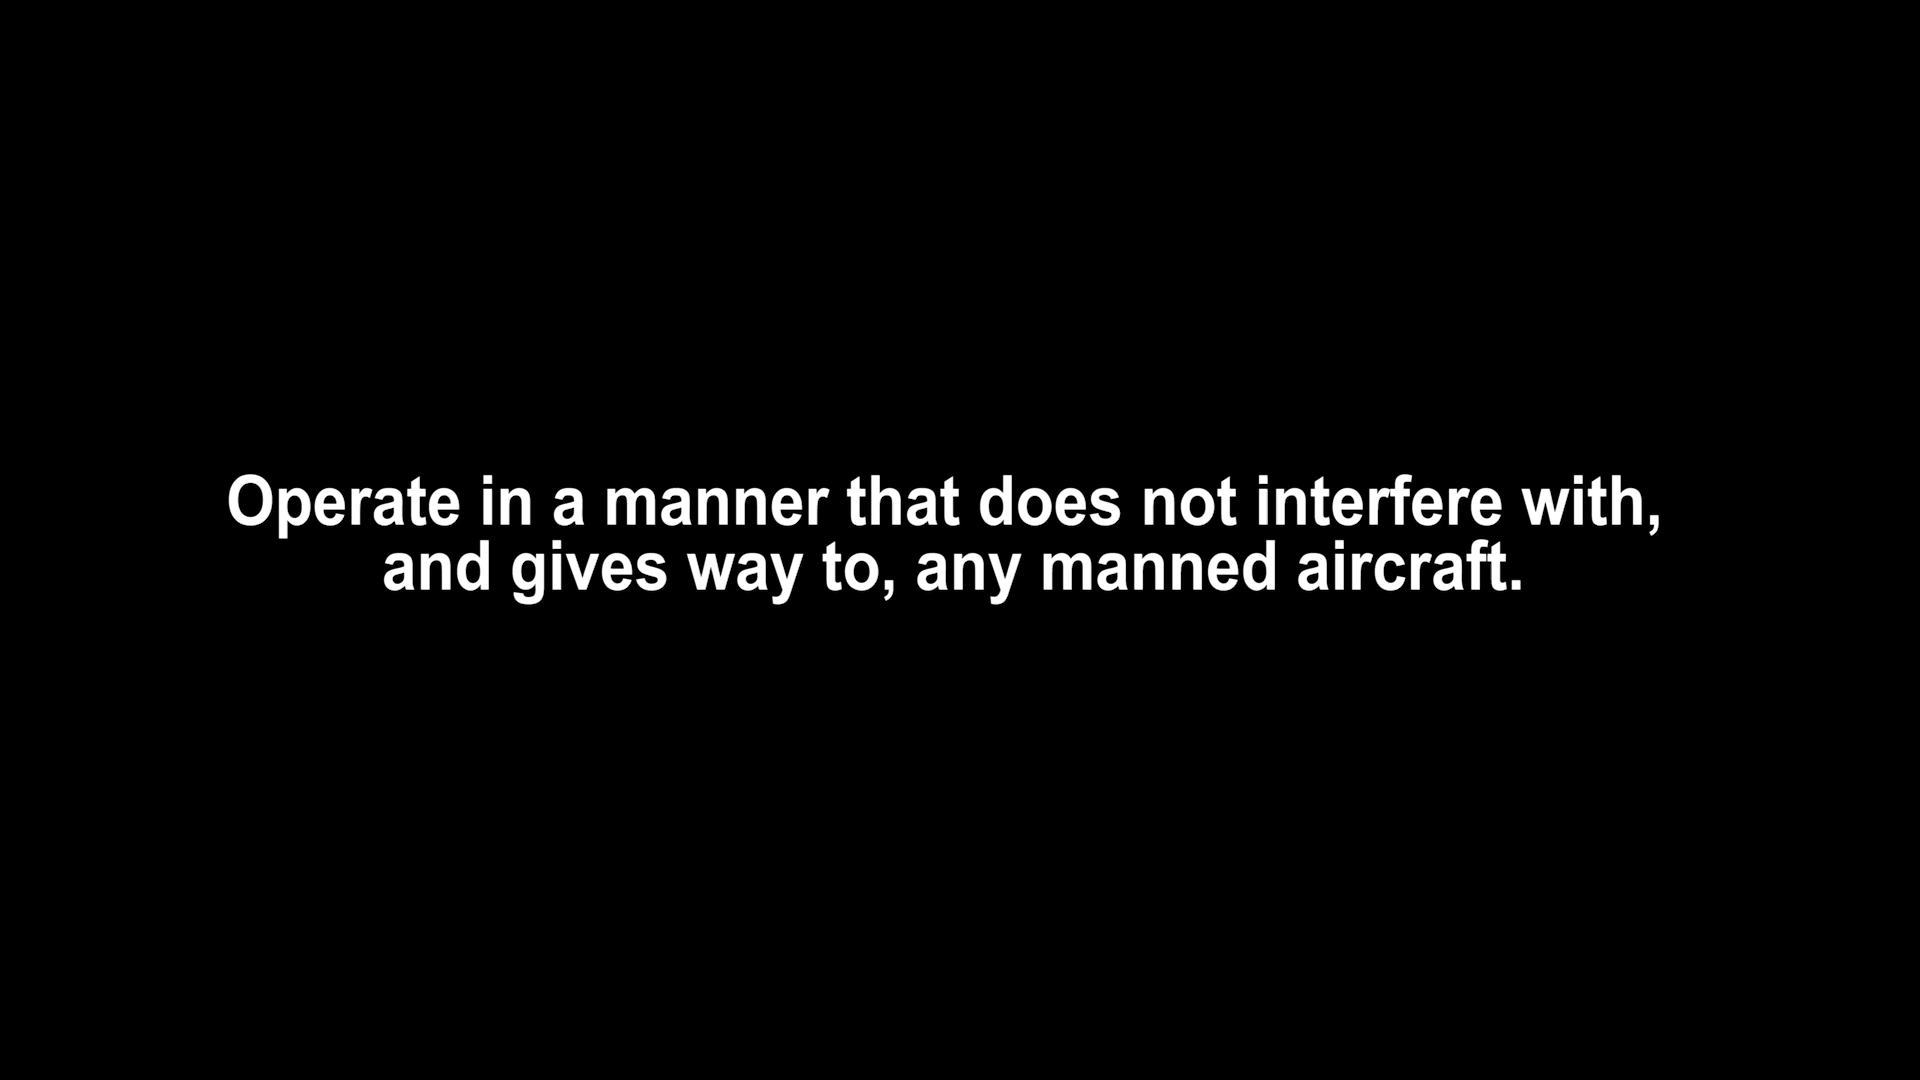 Operate in a manner that does not interfere with,
and gives way to, any manned aircraft.